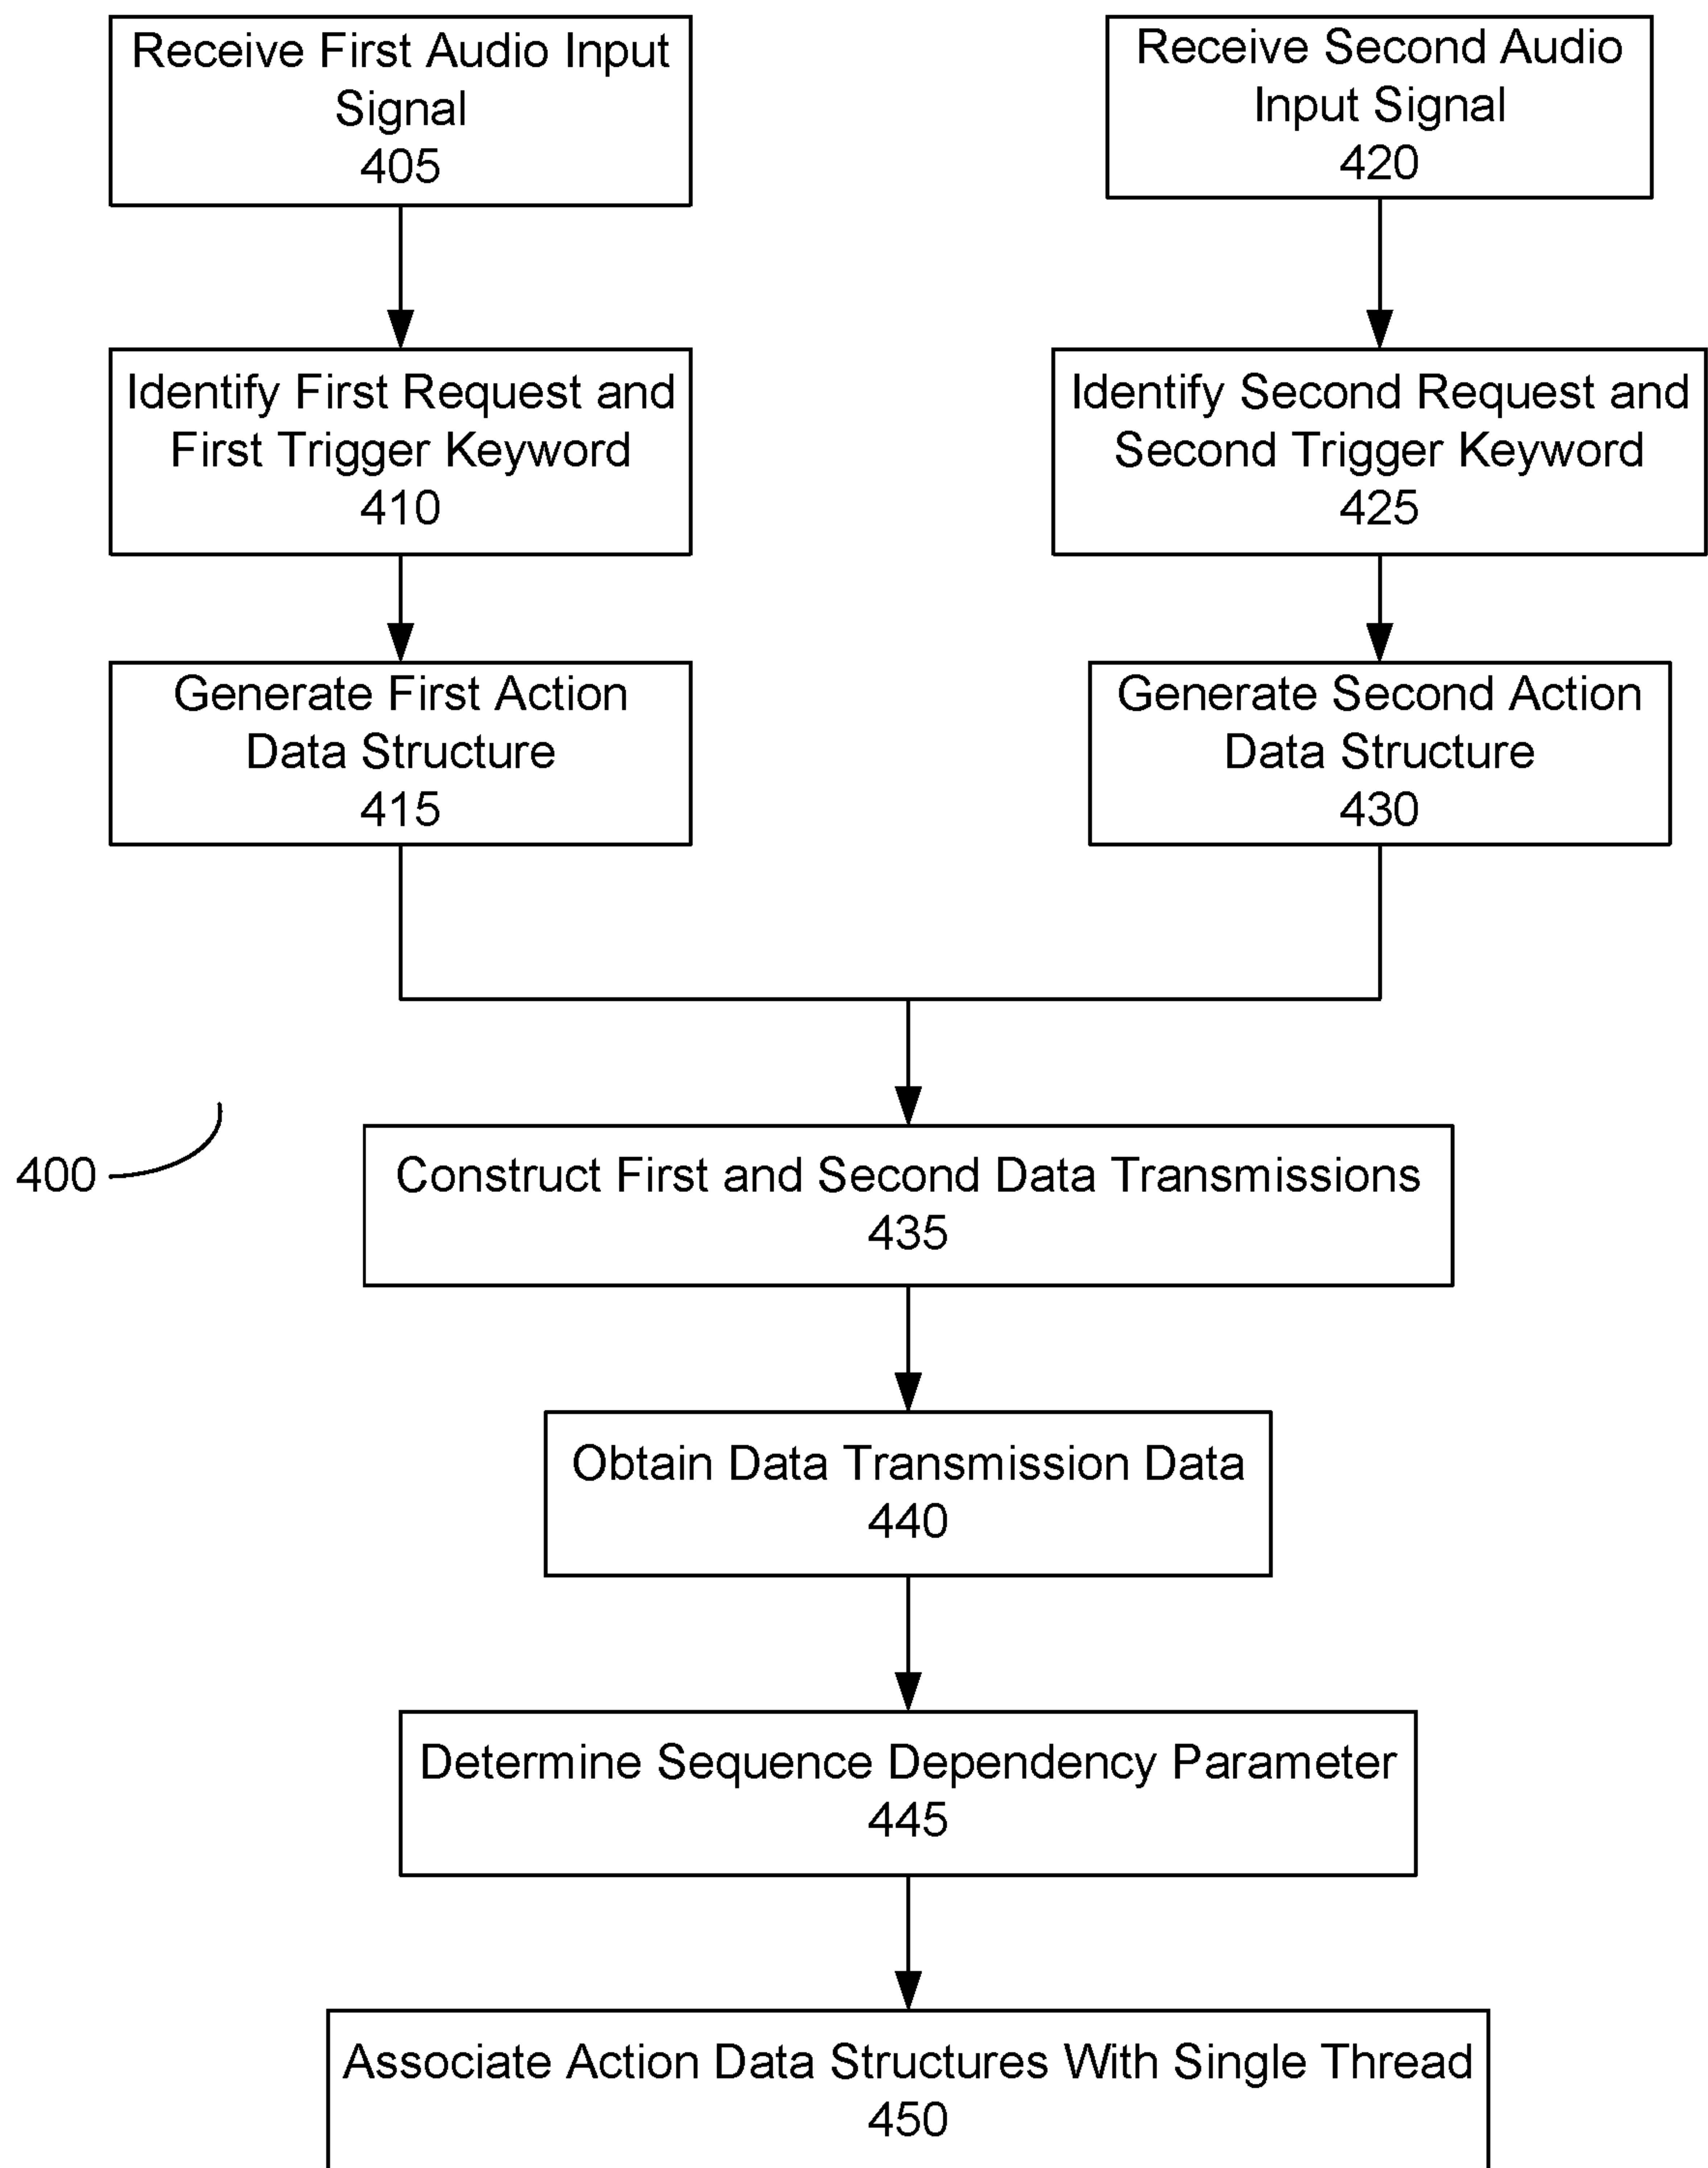 Receive First Audio Input
Signal
405
Identify First Request and
First Trigger Keyword
410
Generate First Action
Data Structure
415
Receive Second Audio
Input Signal
420
Identify Second Request and
Second Trigger Keyword
425
Generate Second Action
Data Structure
430
400
Construct First and Second Data Transmissions
435
Obtain Data Transmission Data
440
Determine Sequence Dependency Parameter
445
Associate Action Data Structures With Single Thread
450